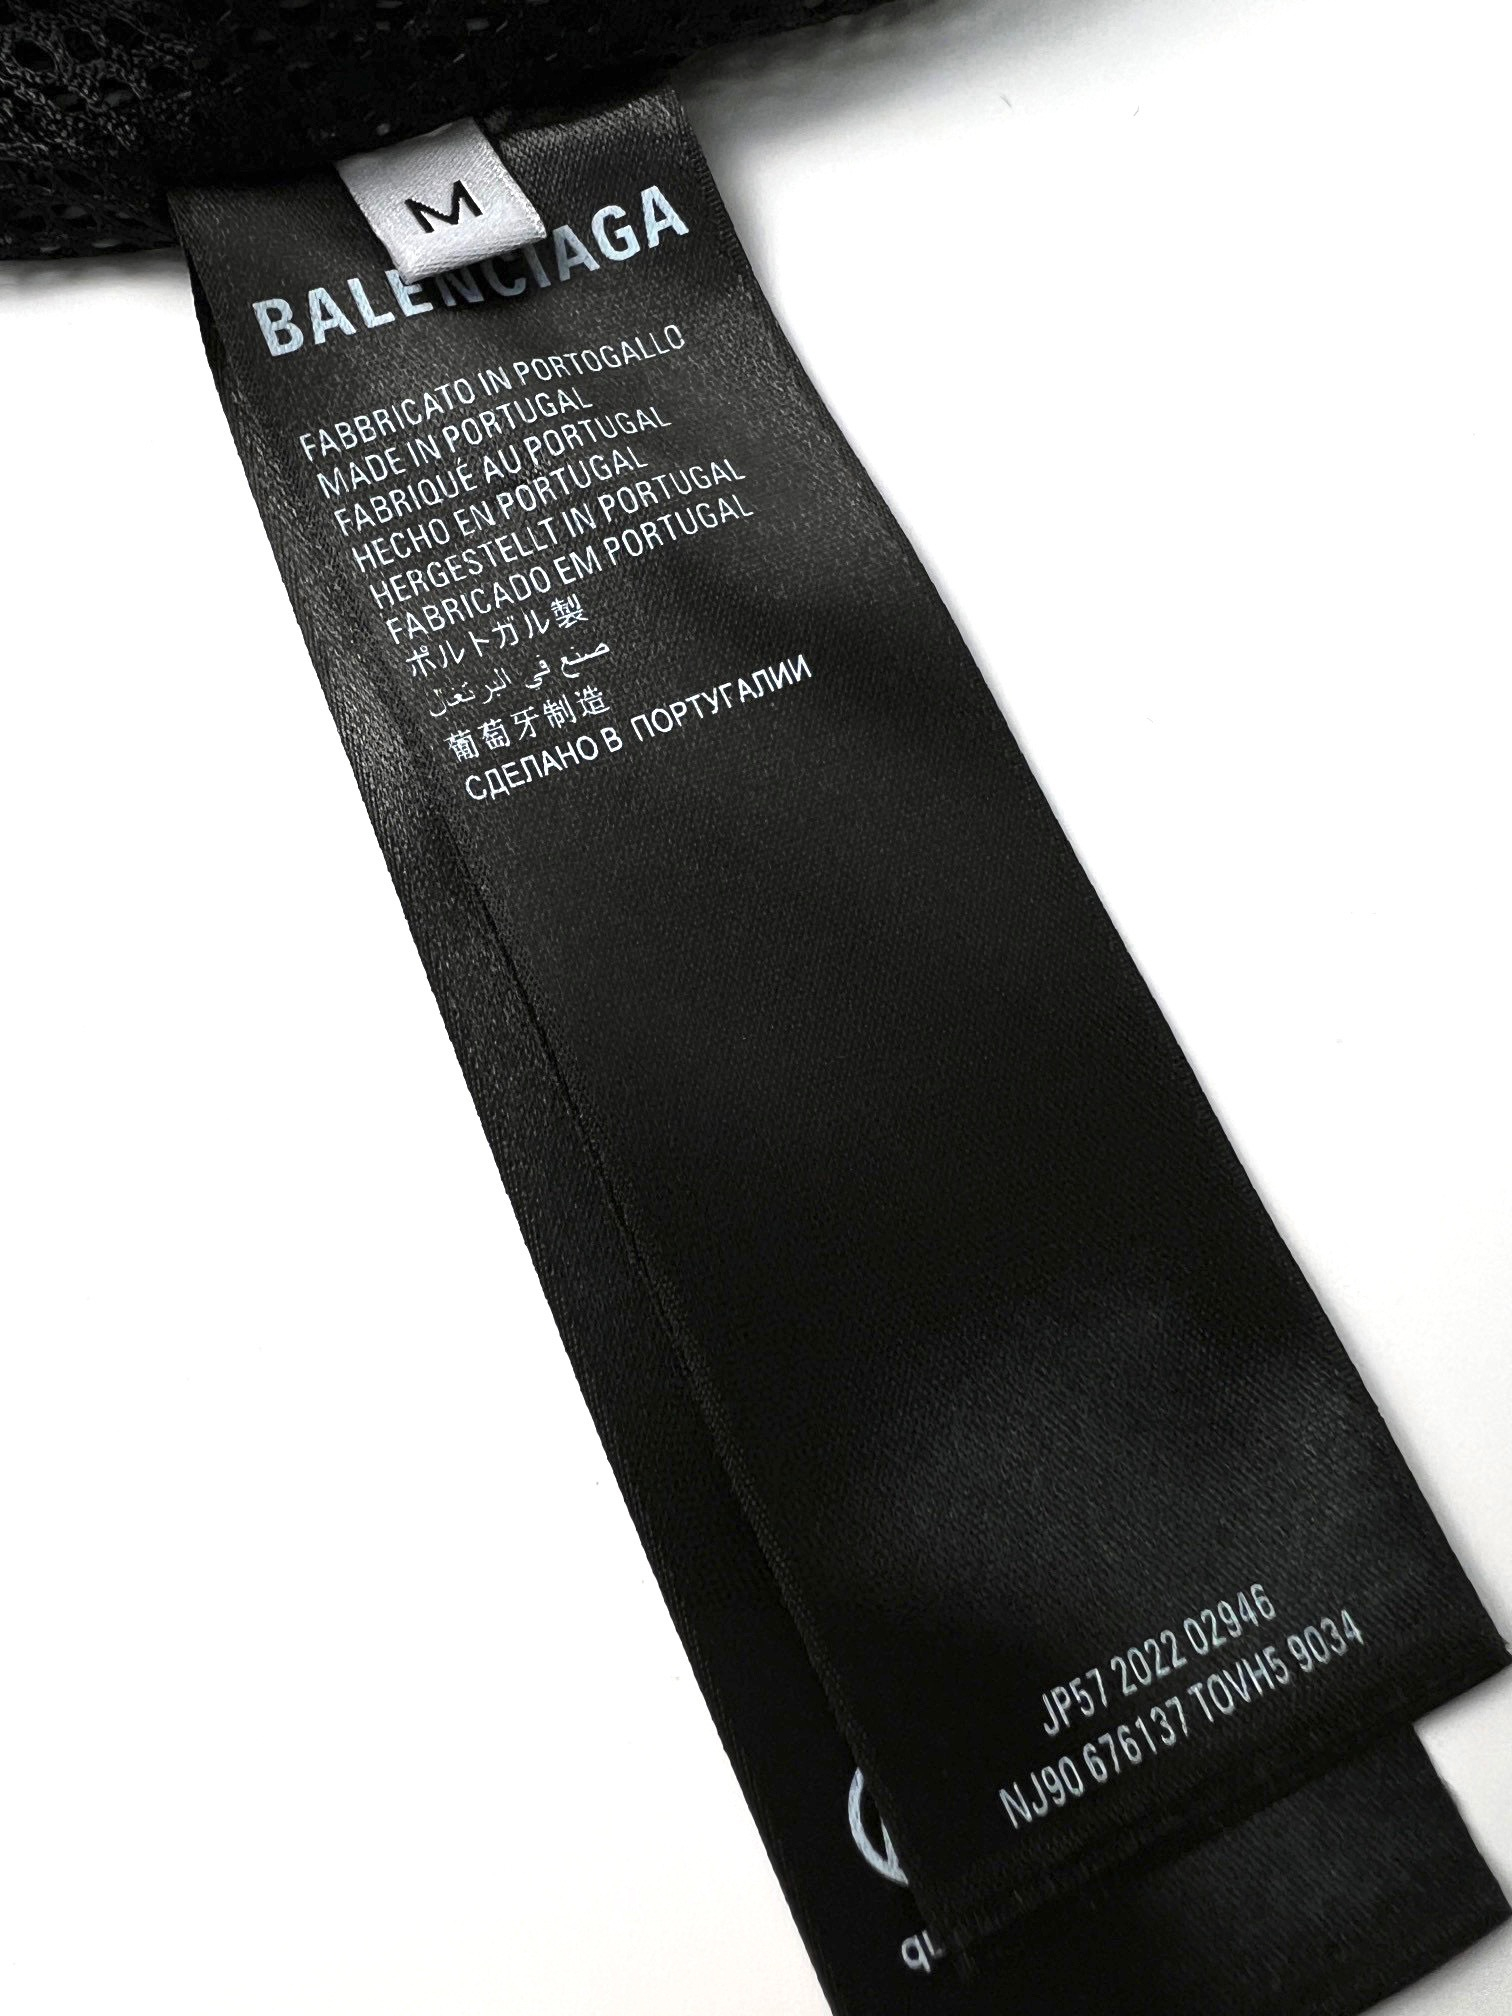 M
BALENCIAGA
FABBRICATO IN PORTOGALLO
MADE IN PORTUGAL
FABRIQUÉ AU PORTUGAL
HECHO EN PORTUGAL
HERGESTELLT IN PORTUGAL
FABRICADO EM PORTUGAL
ポルトガル製
صنع في البرتغال
葡萄牙制造
СДЕЛАНО В ПОРТУГАЛИИ
JP57 2022 02946
NJ90 676137 TOVH5 9034